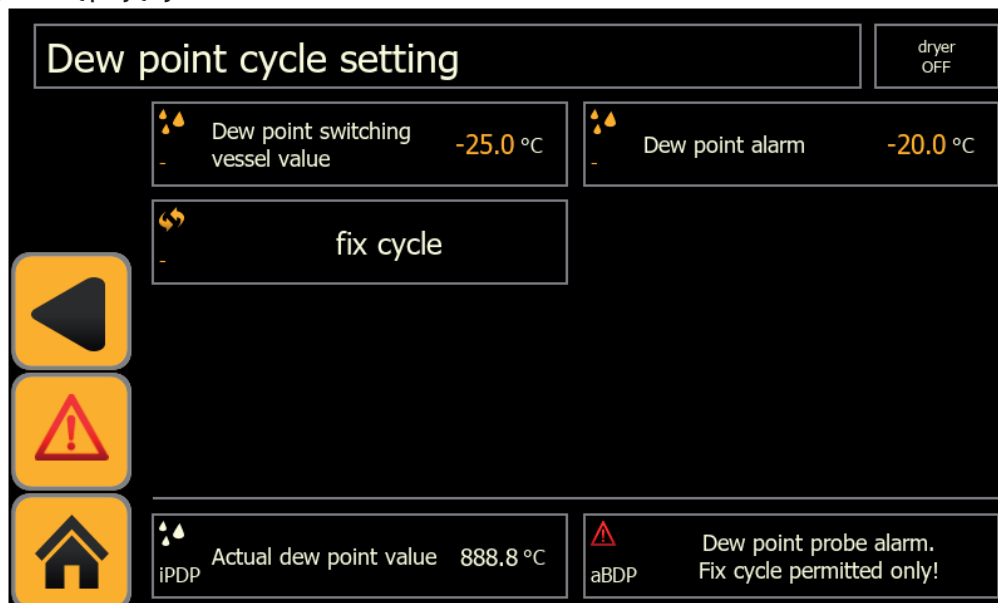 Dew point cycle setting
dryer
OFF
Dew point switching
vessel value
-25.0 °C
-
Dew point alarm
-20.0 °C
-
fix cycle
-
Actual dew point value
888.8 °C
iPDP
Dew point probe alarm.
Fix cycle permitted only!
aBDP